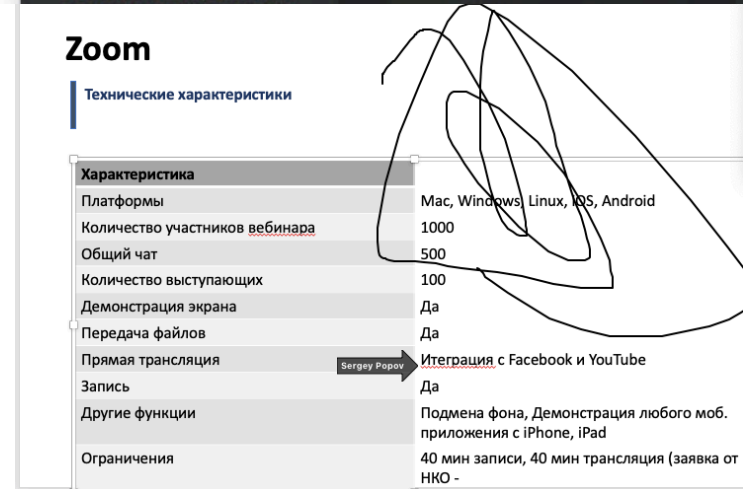 Zoom
Технические характеристики
Характеристика
Платформы Mac, Windows, Linux, iOS, Android
Количество участников вебинара 1000
Общий чат 500
Количество выступающих 100
Демонстрация экрана Да
Передача файлов Да
Прямая трансляция Sergey Popov Итеграция с Facebook и YouTube
Запись Да
Другие функции Подмена фона, Демонстрация любого моб.
приложения с iPhone, iPad
Ограничения 40 мин записи, 40 мин трансляция (заявка от
НКО -